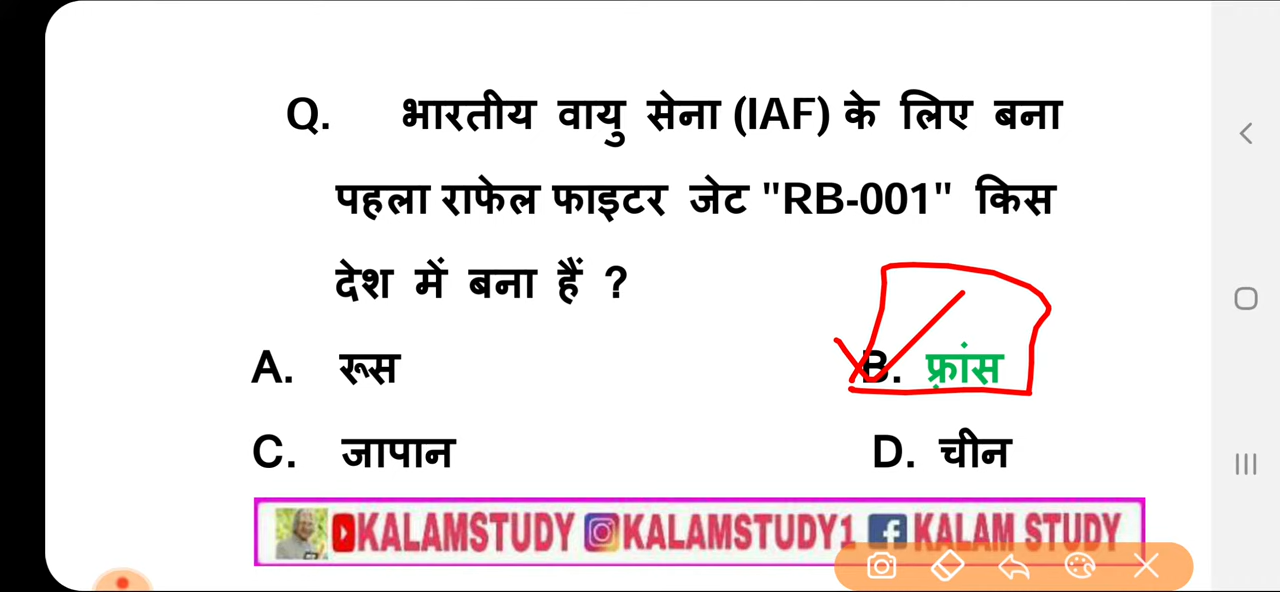 Q. भारतीय वायु सेना (IAF) के लिए बना
पहला राफेल फाइटर जेट "RB-001" किस
देश में बना हैं ?
A. रूस B. फ़्रांस
C. जापान D. चीन
KALAMSTUDY KALAMSTUDY1 KALAM STUDY